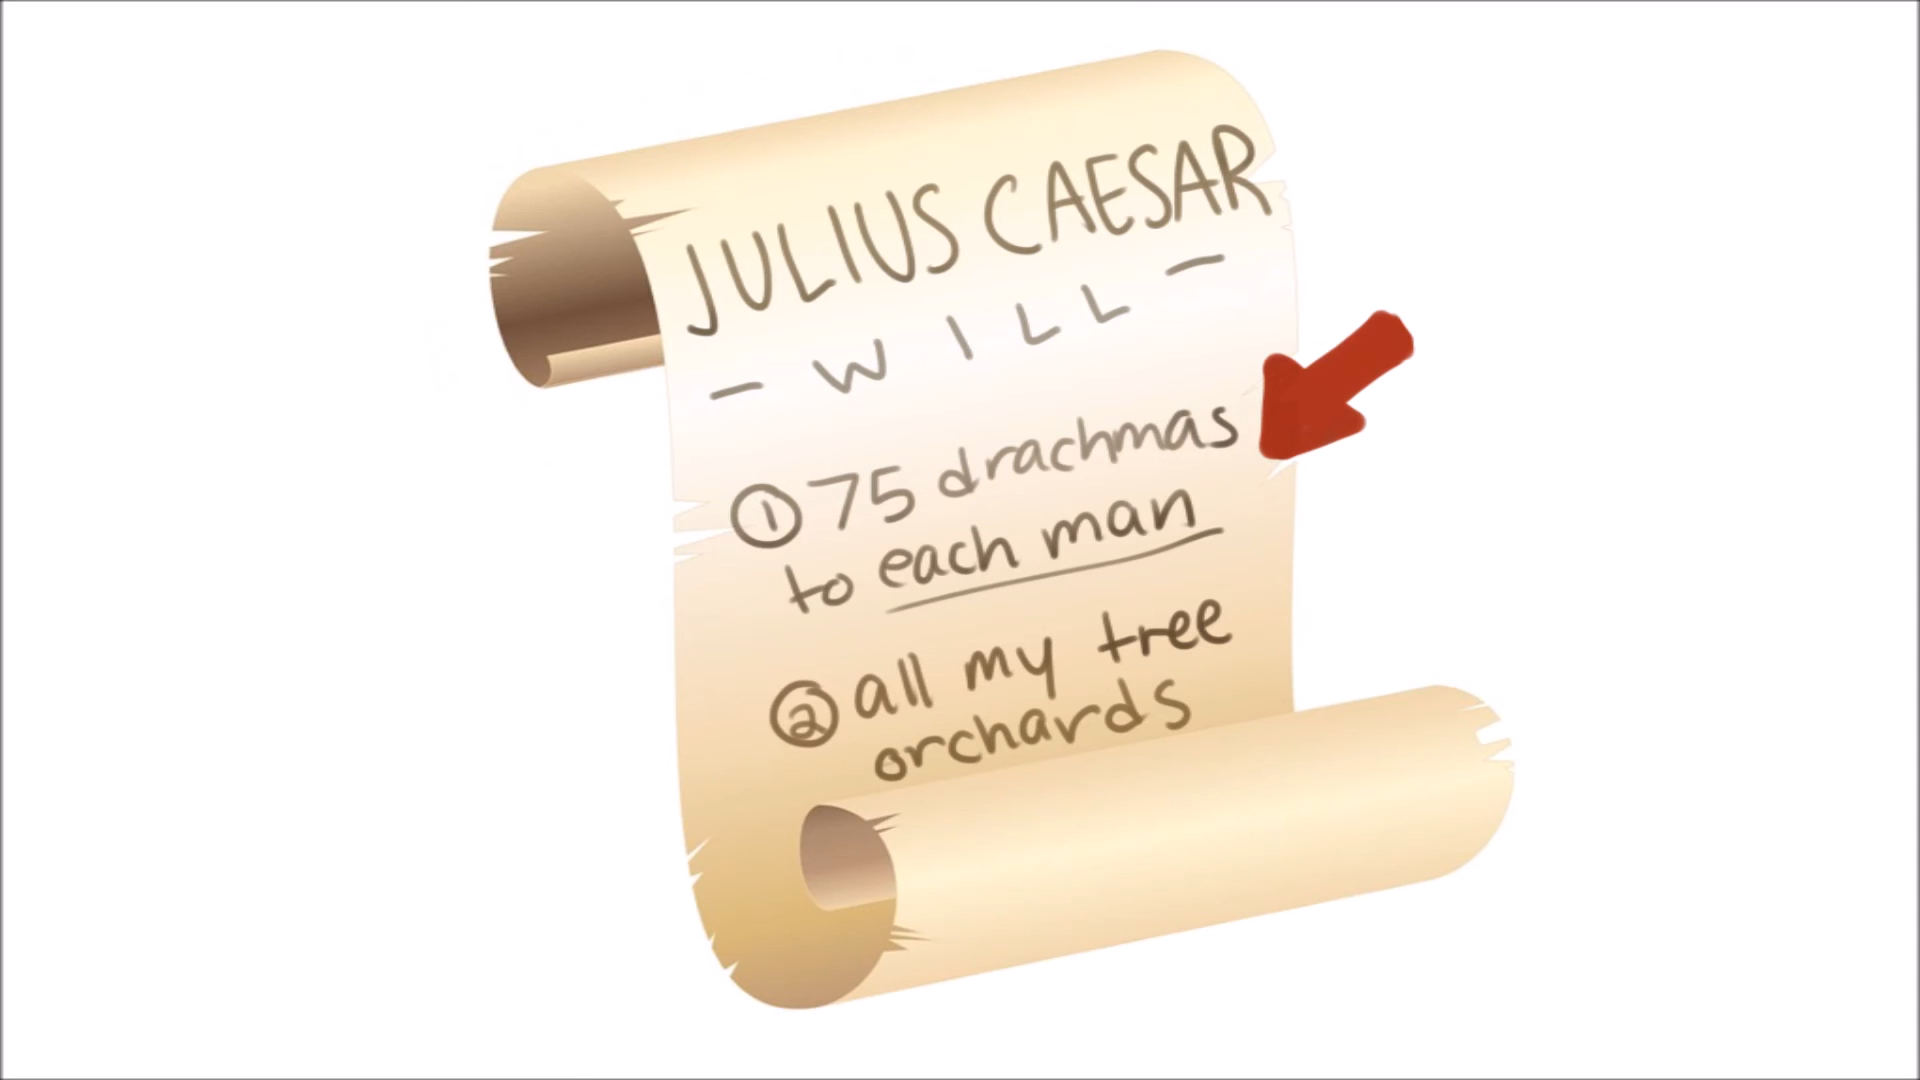 JULIUS CAESAR
- WILL -
① 75 drachmas
to each man
② all my tree
orchards